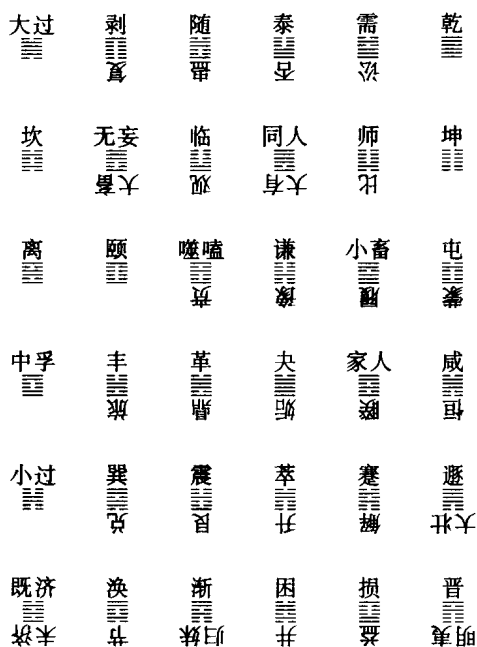 大过 剥 随 泰 需 乾
复 蛊 否 讼
坎 无妄 临 同人 师 坤
大畜 观 大有 比
离 颐 噬嗑 谦 小畜 屯
贲 豫 履 蒙
中孚 丰 革 夬 家人 咸
旅 鼎 姤 睽 恒
小过 巽 震 萃 蹇 遯
兑 艮 升 解 大壮
既济 涣 渐 困 损 晋
未济 节 归妹 井 益 明夷